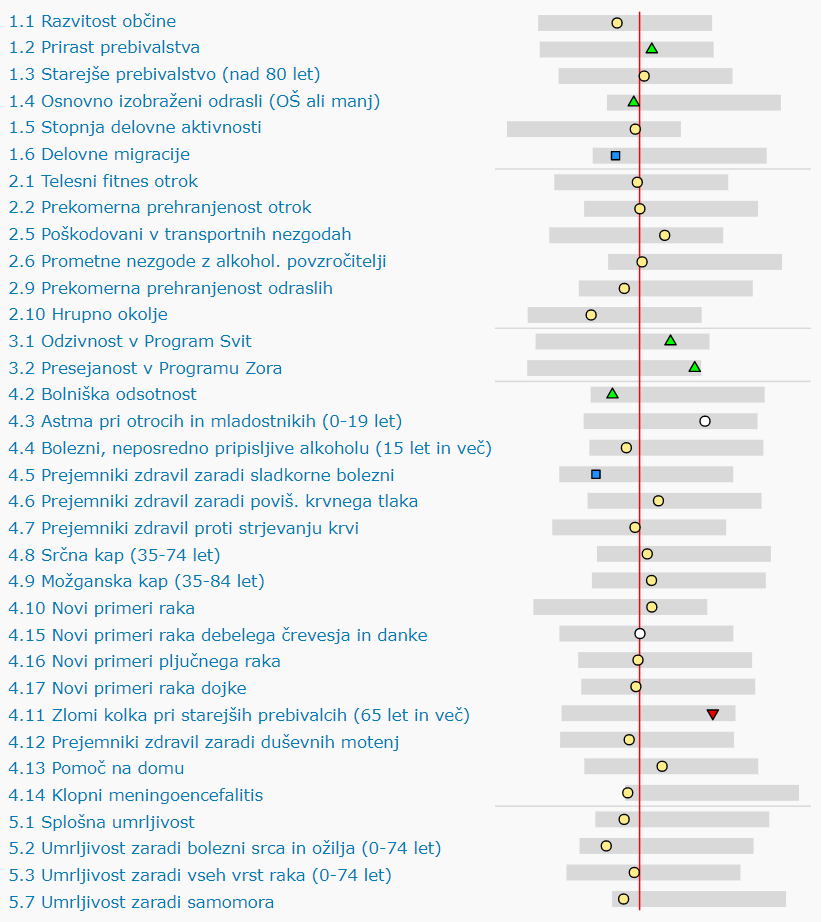 1.1 Razvitost občine
1.2 Prirast prebivalstva
1.3 Starejše prebivalstvo (nad 80 let)
1.4 Osnovno izobraženi odrasli (OŠ ali manj)
1.5 Stopnja delovne aktivnosti
1.6 Delovne migracije
2.1 Telesni fitnes otrok
2.2 Prekomerna prehranjenost otrok
2.5 Poškodovani v transportnih nezgodah
2.6 Prometne nezgode z alkohol. povzročitelji
2.9 Prekomerna prehranjenost odraslih
2.10 Hrupno okolje
3.1 Odzivnost v Program Svit
3.2 Presejanost v Programu Zora
4.2 Bolniška odsotnost
4.3 Astma pri otrocih in mladostnikih (0-19 let)
4.4 Bolezni, neposredno pripisljive alkoholu (15 let in več)
4.5 Prejemniki zdravil zaradi sladkorne bolezni
4.6 Prejemniki zdravil zaradi poviš. krvnega tlaka
4.7 Prejemniki zdravil proti strjevanju krvi
4.8 Srčna kap (35-74 let)
4.9 Možganska kap (35-84 let)
4.10 Novi primeri raka
4.15 Novi primeri raka debelega črevesja in danke
4.16 Novi primeri pljučnega raka
4.17 Novi primeri raka dojke
4.11 Zlomi kolka pri starejših prebivalcih (65 let in več)
4.12 Prejemniki zdravil zaradi duševnih motenj
4.13 Pomoč na domu
4.14 Klopni meningoencefalitis
5.1 Splošna umrljivost
5.2 Umrljivost zaradi bolezni srca in ožilja (0-74 let)
5.3 Umrljivost zaradi vseh vrst raka (0-74 let)
5.7 Umrljivost zaradi samomora